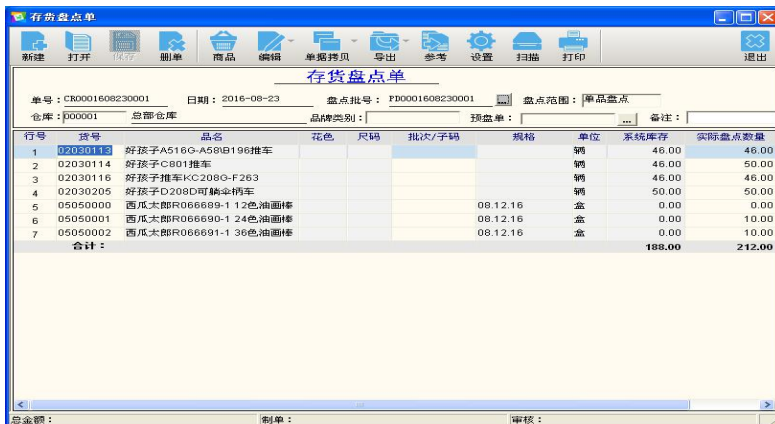 存货盘点单
新建 打开 保存 删单 商品 编辑 单据拷贝 导出 参考 设置 扫描 打印 退出
存货盘点单
单号：CR0001608230001 日期：2016-08-23 盘点批号：PD0001608230001 ... 盘点范围：单品盘点
仓库：000001 总部仓库 品牌类别： 预盘单： ... 备注：
行号 货号 品名 花色 尺码 批次/子码 规格 单位 系统库存 实际盘点数量
1 02030113 好孩子A516G-A58\B196推车 辆 46.00 46.00
2 02030114 好孩子C801推车 辆 46.00 50.00
3 02030116 好孩子推车KC208G-F263 辆 46.00 46.00
4 02030205 好孩子D208D可躺伞柄车 辆 50.00 50.00
5 05050000 西瓜太郎R066689-1 12色油画棒 08.12.16 盒 0.00 0.00
6 05050001 西瓜太郎R066690-1 24色油画棒 08.12.16 盒 0.00 10.00
7 05050002 西瓜太郎R066691-1 36色油画棒 08.12.16 盒 0.00 10.00
合计： 188.00 212.00
总金额： 制单： 审核：